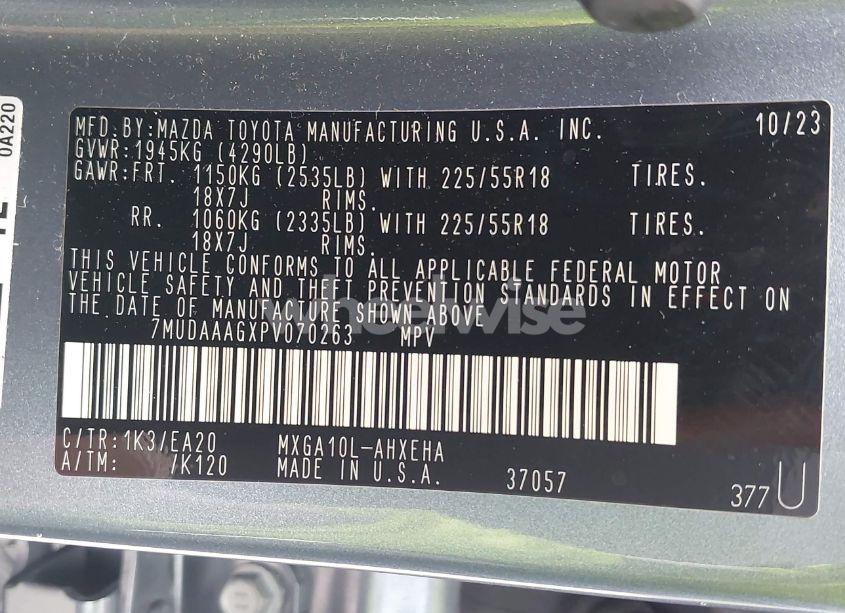 0A220
MFD.BY:MAZDA TOYOTA MANUFACTURING U.S.A. INC. 10/23
GVWR:1945KG (4290LB)
GAWR:FRT. 1150KG (2535LB) WITH 225/55R18 TIRES.
18X7J RIMS.
RR. 1060KG (2335LB) WITH 225/55R18 TIRES.
18X7J RIMS.
THIS VEHICLE CONFORMS TO ALL APPLICABLE FEDERAL MOTOR
VEHICLE SAFETY AND THEFT PREVENTION STANDARDS IN EFFECT ON
THE DATE OF MANUFACTURE SHOWN ABOVE
wheelwise
7MUDAAAGXPV070263 MPV
C/TR:1K3/EA20 MXGA10L-AHXEHA
A/TM: /K120 MADE IN U.S.A. 37057
377U